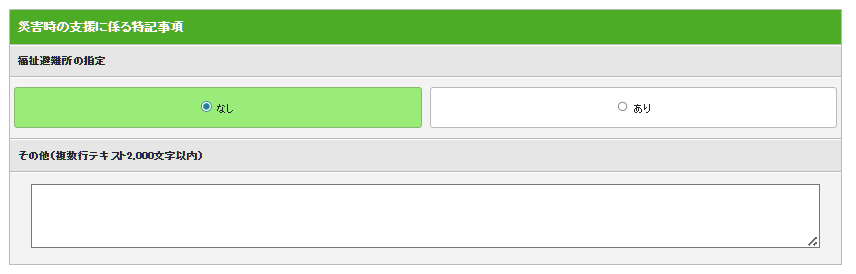 災害時の支援に係る特記事項
福祉避難所の指定
なし
あり
その他(複数行テキスト2,000文字以内)